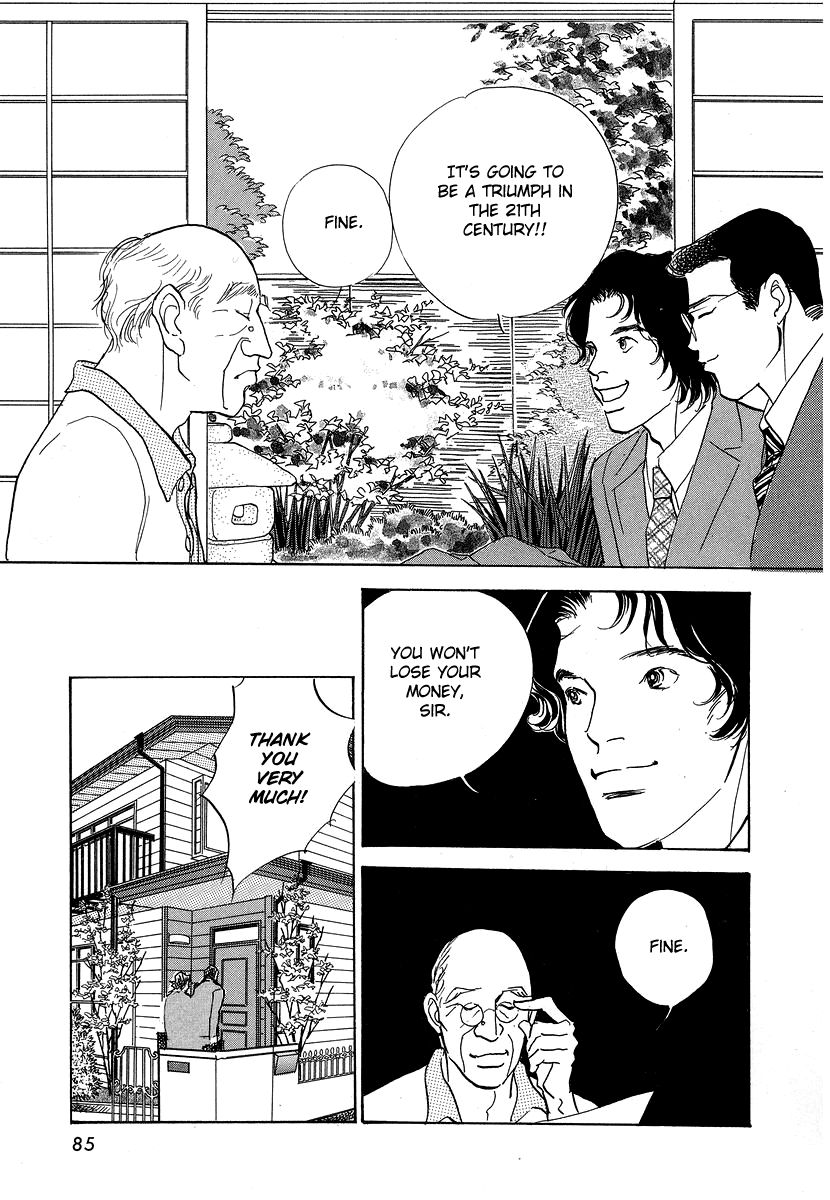 IT'S GOING TO
BE A TRIUMPH IN
THE 21TH
CENTURY!!
FINE.
YOU WON'T
LOSE YOUR
MONEY,
SIR.
FINE.
THANK
YOU
VERY
MUCH!
85